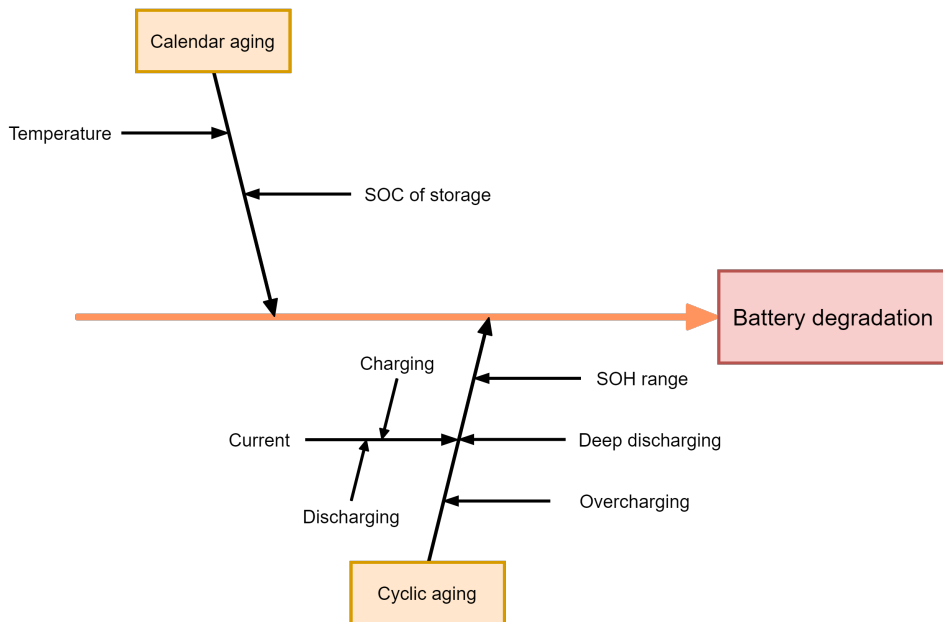 Calendar aging
Temperature
SOC of storage
Battery degradation
Charging
SOH range
Current
Deep discharging
Overcharging
Discharging
Cyclic aging